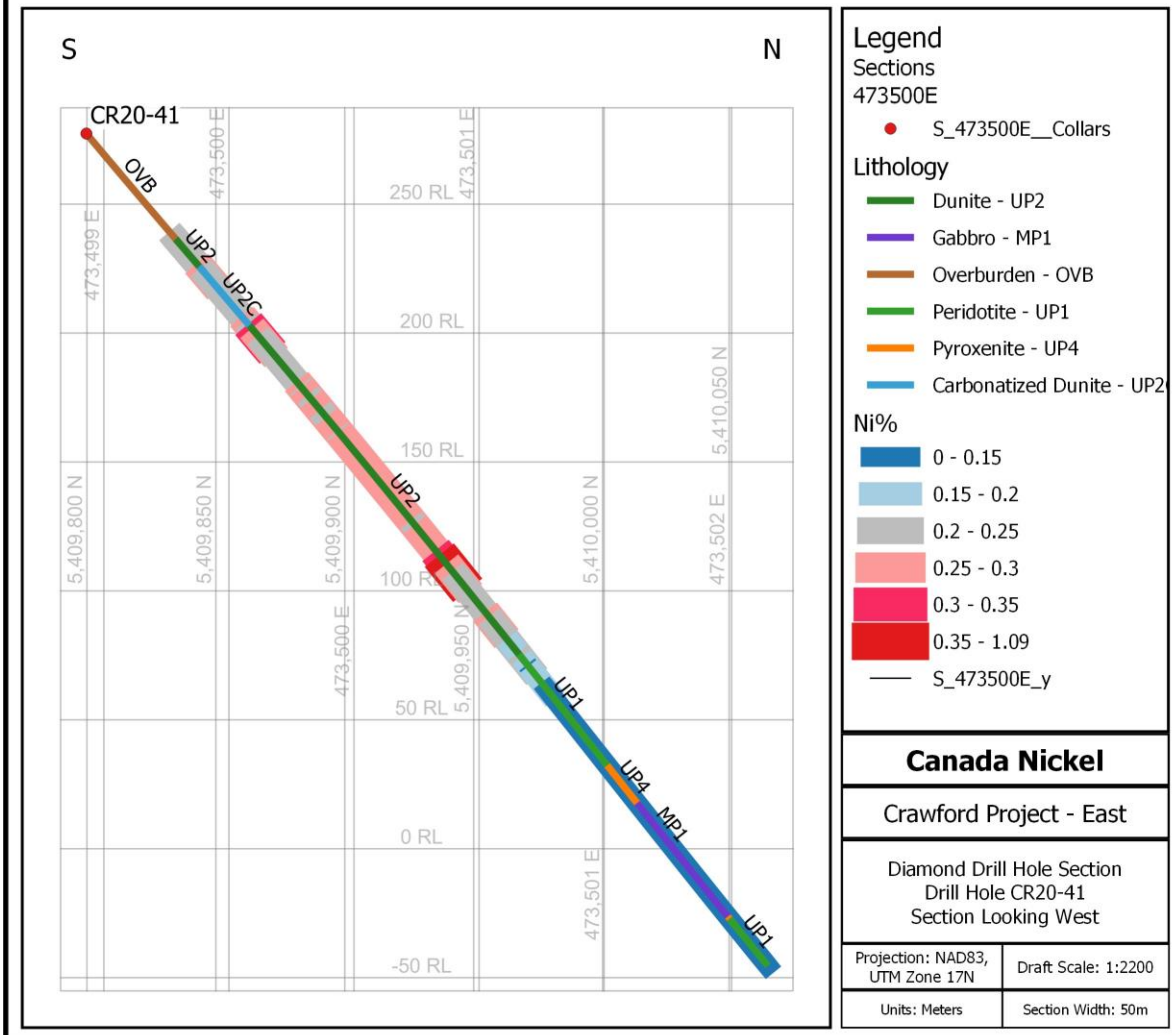 S
N
CR20-41
OVB
473,500 E
473,501 E
250 RL
473,499 E
UP2
UP2C
200 RL
5,410,050 N
150 RL
UP2
5,409,800 N
5,409,850 N
5,409,900 N
5,410,000 N
473,502 E
100 RL
473,500 E
5,409,950 N
50 RL
UP1
UP4
MP1
0 RL
473,501 E
UP1
-50 RL
Legend
Sections
473500E
S_473500E__Collars
Lithology
Dunite - UP2
Gabbro - MP1
Overburden - OVB
Peridotite - UP1
Pyroxenite - UP4
Carbonatized Dunite - UP2
Ni%
0 - 0.15
0.15 - 0.2
0.2 - 0.25
0.25 - 0.3
0.3 - 0.35
0.35 - 1.09
S_473500E_y
Canada Nickel
Crawford Project - East
Diamond Drill Hole Section
Drill Hole CR20-41
Section Looking West
Projection: NAD83,
UTM Zone 17N
Draft Scale: 1:2200
Units: Meters
Section Width: 50m